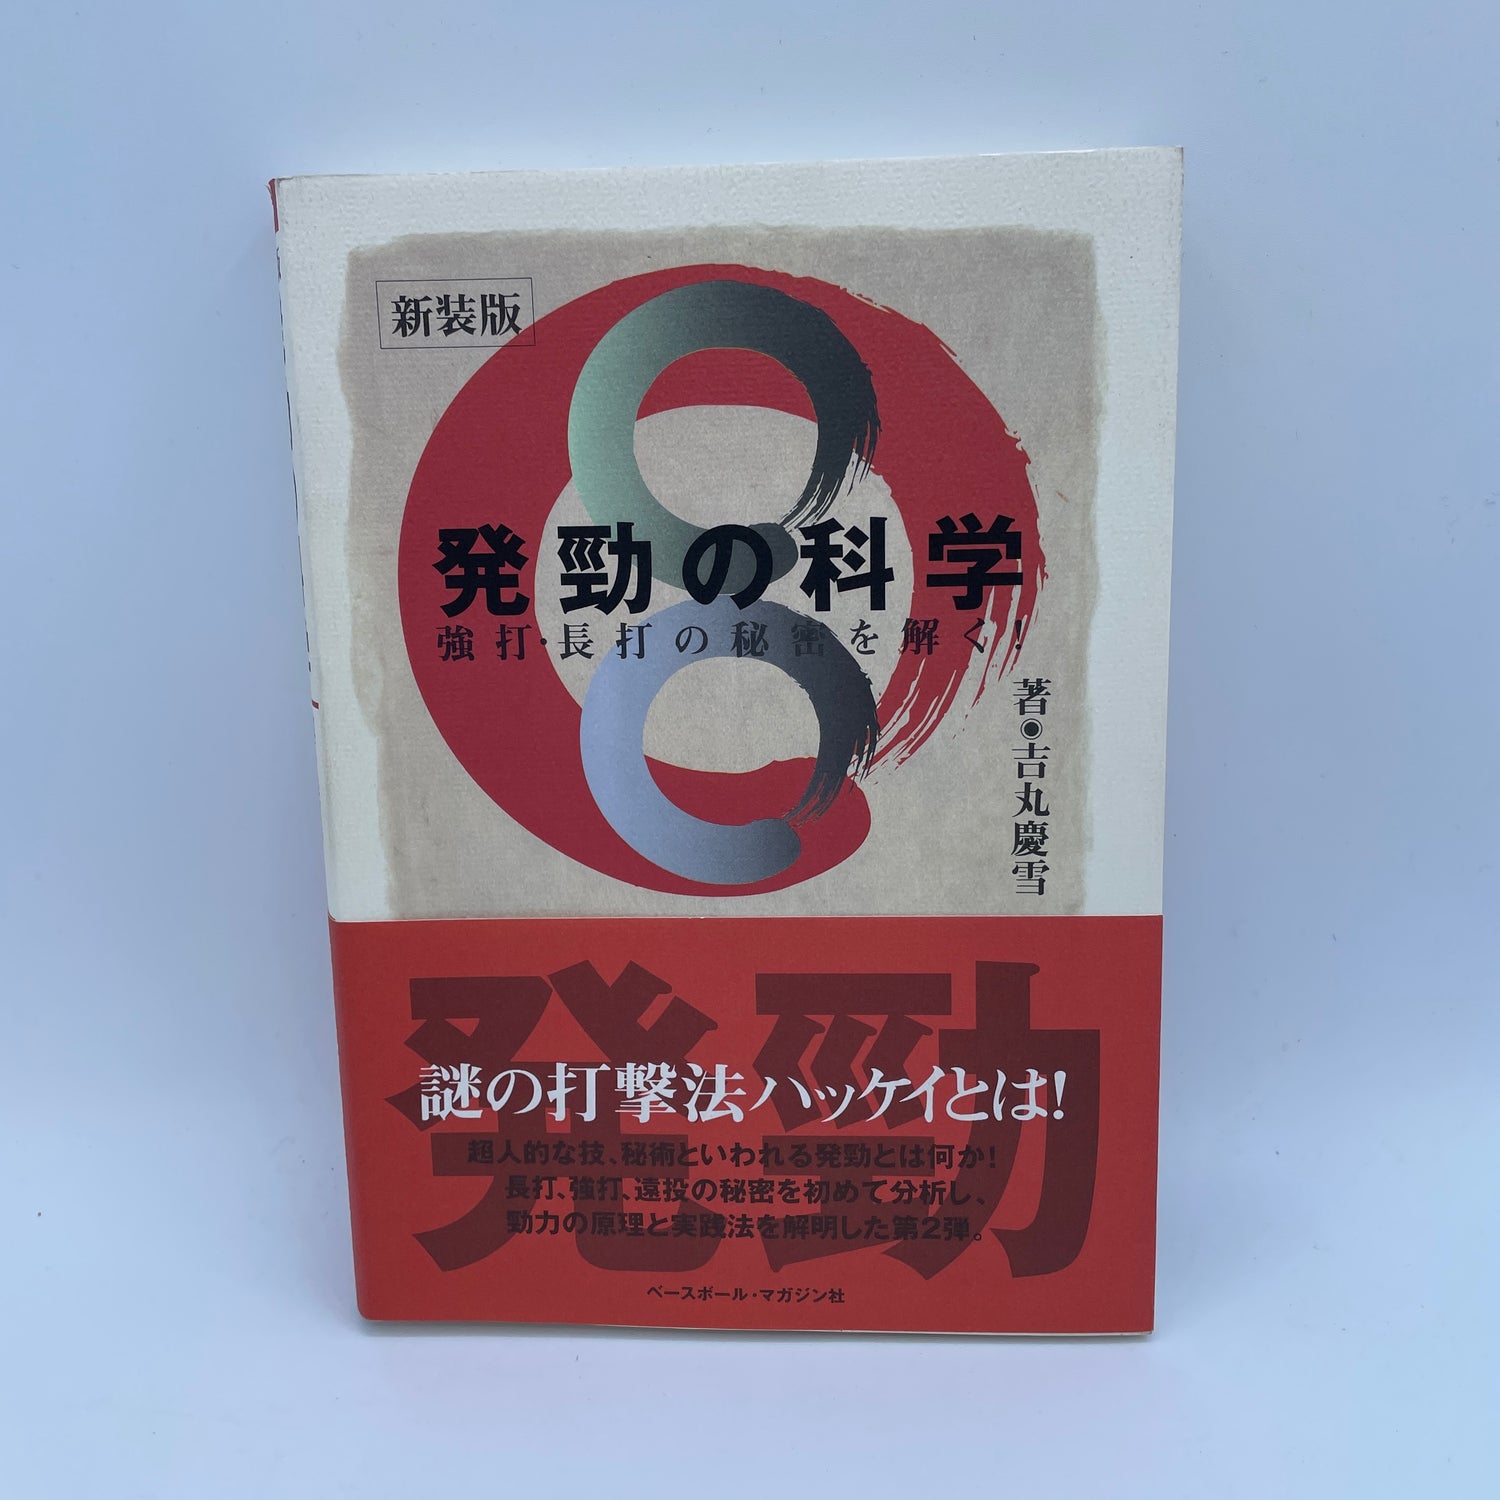 新装版
発勁の科学
強打・長打の秘密を解く!
著◉吉丸慶雪
発勁
謎の打撃法ハッケイとは!
超人的な技、秘術といわれる発勁とは何か!
長打、強打、遠投の秘密を初めて分析し、
勁力の原理と実践法を解明した第2弾。
ベースボール・マガジン社